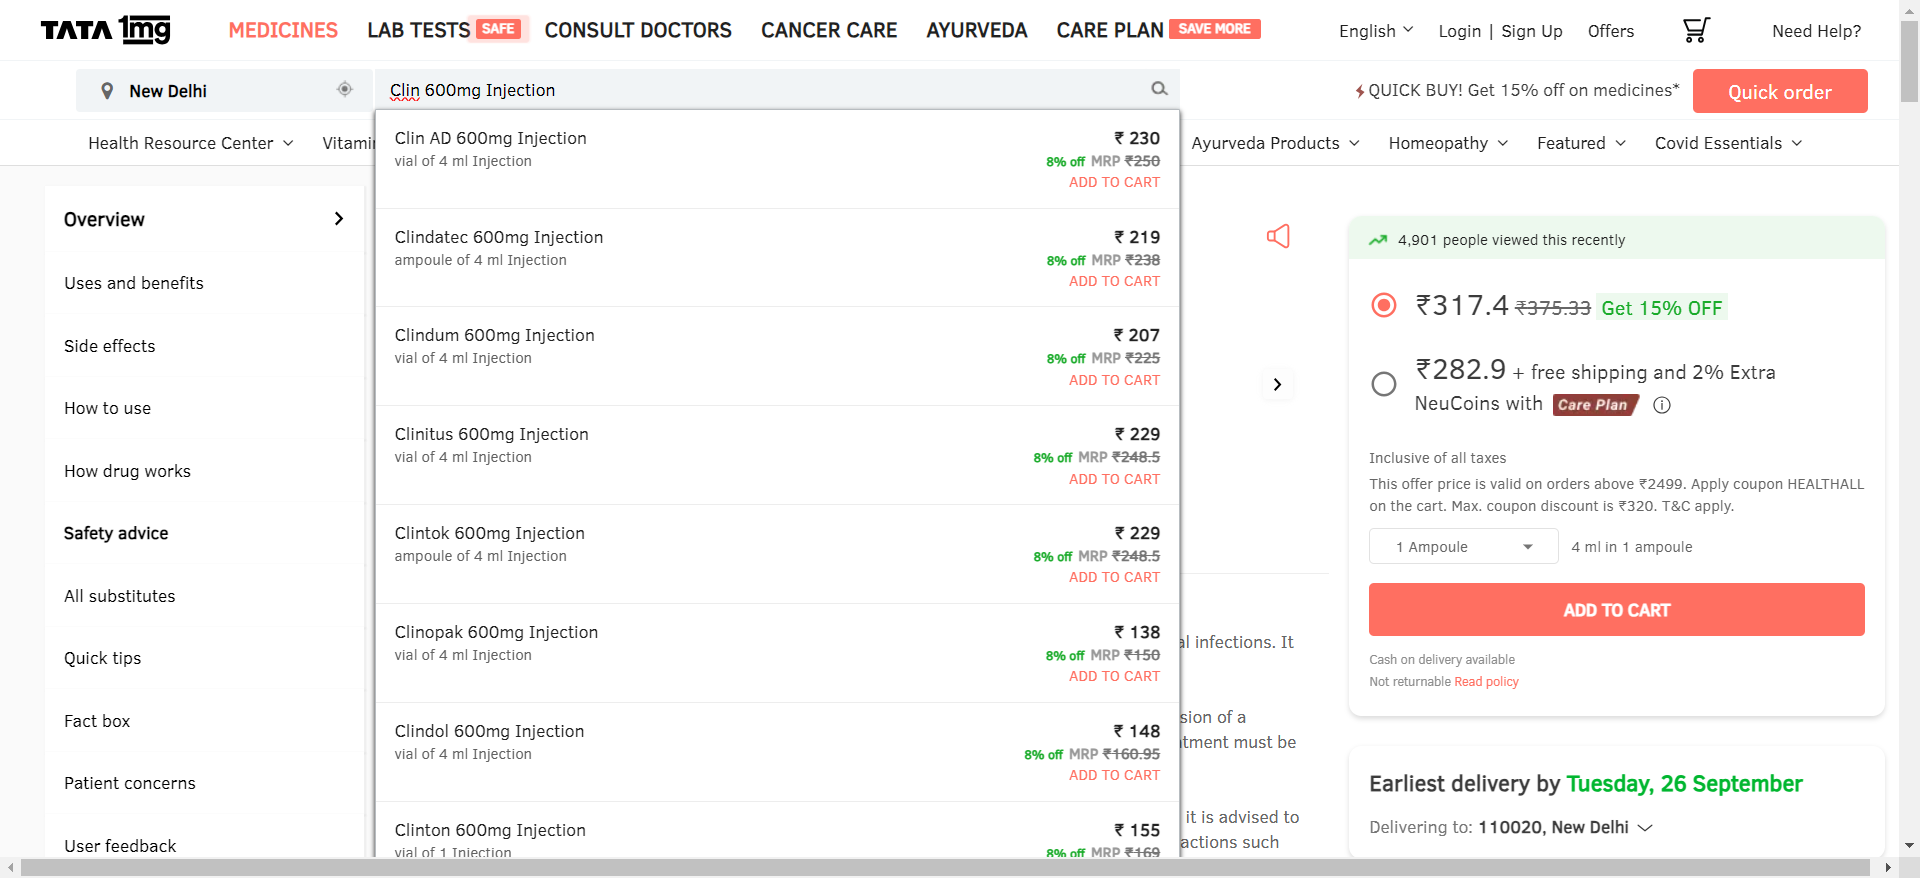 TATA 1mg
MEDICINES LAB TESTS SAFE CONSULT DOCTORS CANCER CARE AYURVEDA CARE PLAN SAVE MORE English Login | Sign Up Offers Need Help?
New Delhi Clin 600mg Injection QUICK BUY! Get 15% off on medicines* Quick order
Health Resource Center Ayurveda Products Homeopathy Featured Covid Essentials
Overview
Uses and benefits
Side effects
How to use
How drug works
Safety advice
All substitutes
Quick tips
Fact box
Patient concerns
User feedback
Clin AD 600mg Injection ₹ 230
vial of 4 ml Injection 8% off MRP ₹250
ADD TO CART
Clindatec 600mg Injection ₹ 219
ampoule of 4 ml Injection 8% off MRP ₹238
ADD TO CART
Clindum 600mg Injection ₹ 207
vial of 4 ml Injection 8% off MRP ₹225
ADD TO CART
Clinitus 600mg Injection ₹ 229
vial of 4 ml Injection 8% off MRP ₹248.5
ADD TO CART
Clintok 600mg Injection ₹ 229
ampoule of 4 ml Injection 8% off MRP ₹248.5
ADD TO CART
Clinopak 600mg Injection ₹ 138
vial of 4 ml Injection 8% off MRP ₹150
ADD TO CART
Clindol 600mg Injection ₹ 148
vial of 4 ml Injection 8% off MRP ₹160.95
ADD TO CART
Clinton 600mg Injection ₹ 155
vial of 1 Injection 8% off MRP ₹169
infections. It
of a
must be
it is advised to
such
4,901 people viewed this recently
₹317.4 ₹375.33 Get 15% OFF
₹282.9 + free shipping and 2% Extra
NeuCoins with Care Plan
Inclusive of all taxes
This offer price is valid on orders above ₹2499. Apply coupon HEALTHALL
on the cart. Max. coupon discount is ₹320. T&C apply.
1 Ampoule 4 ml in 1 ampoule
ADD TO CART
Cash on delivery available
Not returnable Read policy
Earliest delivery by Tuesday, 26 September
Delivering to: 110020, New Delhi